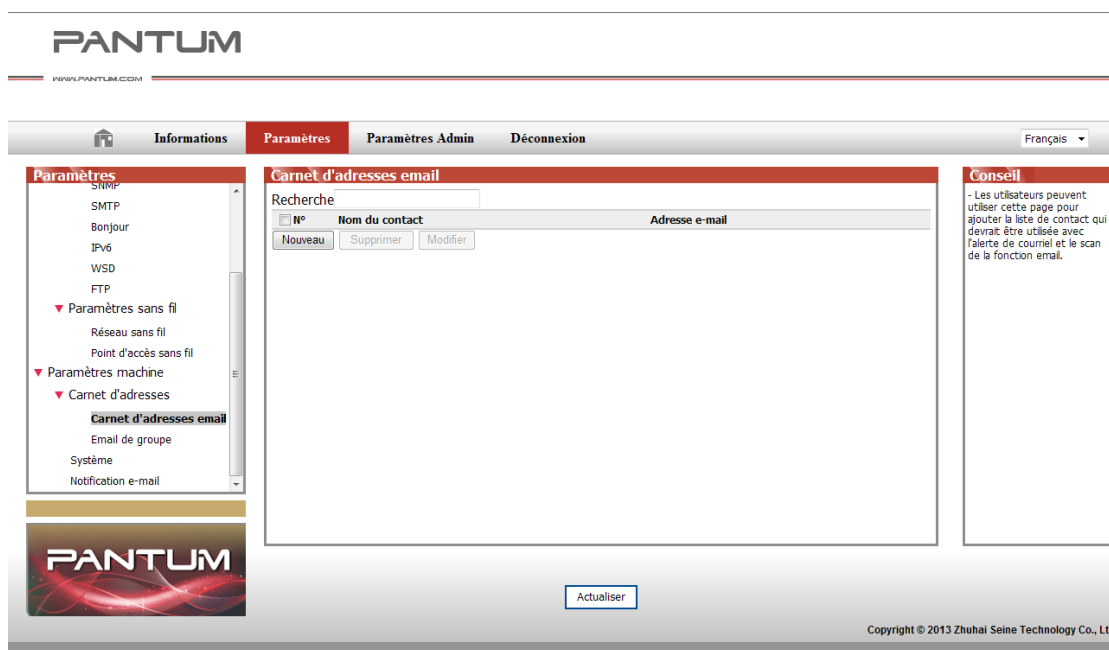 PANTUM
WWW.PANTUM.COM
Informations
Paramètres
Paramètres Admin
Déconnexion
Français
Paramètres
SNMP
SMTP
Bonjour
IPv6
WSD
FTP
Paramètres sans fil
Réseau sans fil
Point d'accès sans fil
Paramètres machine
Carnet d'adresses
Carnet d'adresses email
Email de groupe
Système
Notification e-mail
PANTUM
Carnet d'adresses email
Recherche
Nº Nom du contact Adresse e-mail
Nouveau Supprimer Modifier
Conseil
- Les utilisateurs peuvent
utiliser cette page pour
ajouter la liste de contact qui
devrait être utilisée avec
l'alerte de courriel et le scan
de la fonction email.
Actualiser
Copyright © 2013 Zhuhai Seine Technology Co., Lt